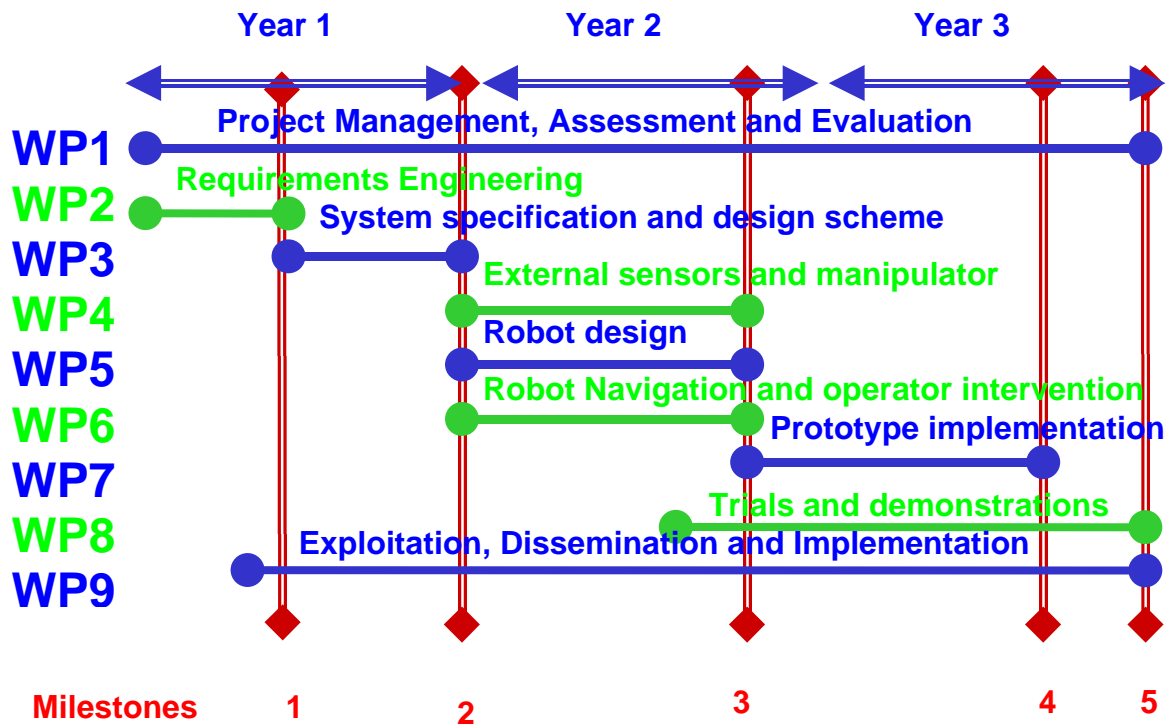 Year 1 Year 2 Year 3
Project Management, Assessment and Evaluation
WP1
Requirements Engineering
WP2
System specification and design scheme
WP3
External sensors and manipulator
WP4
Robot design
WP5
Robot Navigation and operator intervention
WP6
Prototype implementation
WP7
Trials and demonstrations
WP8
Exploitation, Dissemination and Implementation
WP9
Milestones 1 2 3 4 5